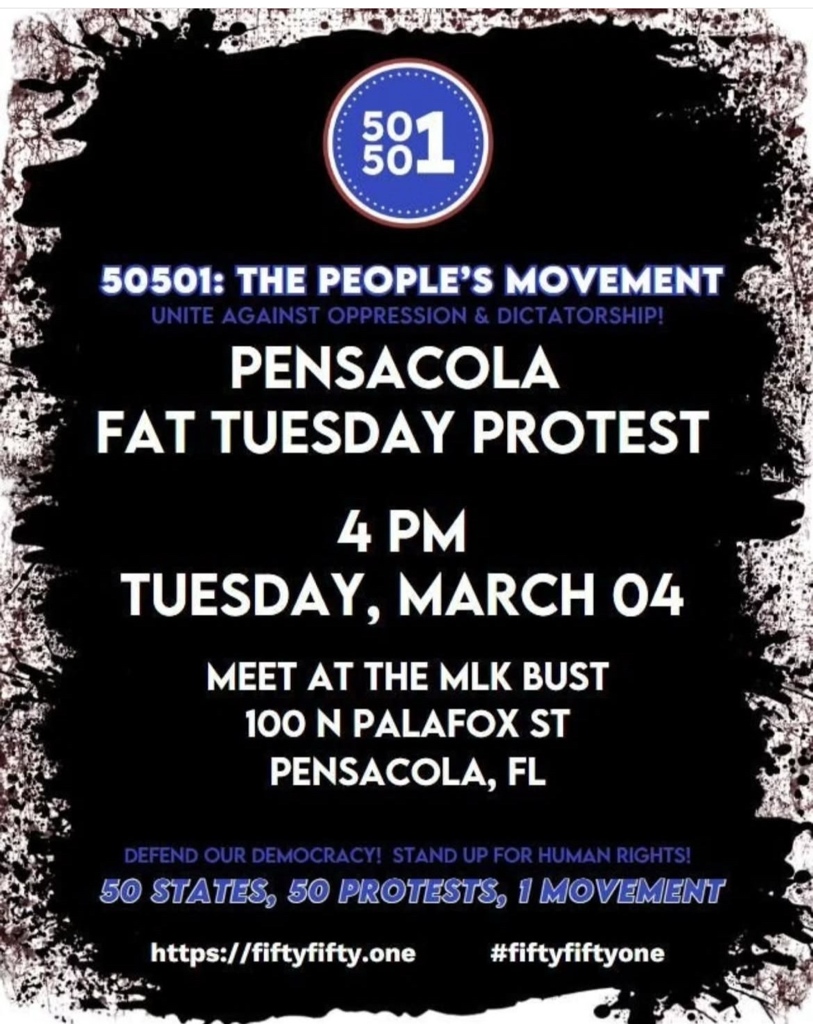 50
501
50501: THE PEOPLE'S MOVEMENT
UNITE AGAINST OPPRESSION & DICTATORSHIP!
PENSACOLA
FAT TUESDAY PROTEST
4 PM
TUESDAY, MARCH 04
MEET AT THE MLK BUST
100 N PALAFOX ST
PENSACOLA, FL
DEFEND OUR DEMOCRACY! STAND UP FOR HUMAN RIGHTS!
50 STATES, 50 PROTESTS, 1 MOVEMENT
https://fiftyfifty.one #fiftyfiftyone